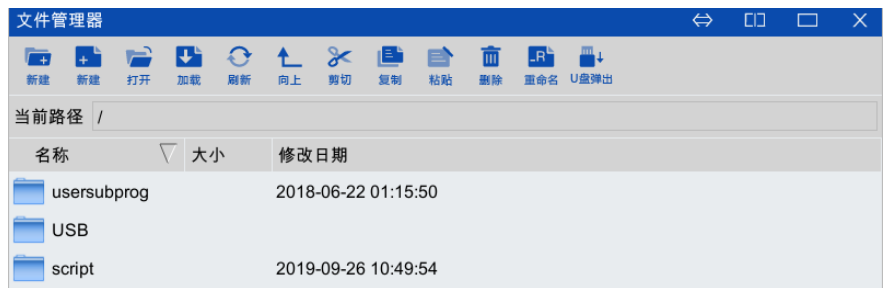 文件管理器
新建 新建 打开 加载 刷新 向上 剪切 复制 粘贴 删除 重命名 U盘弹出
当前路径 /
名称 大小 修改日期
usersubprog 2018-06-22 01:15:50
USB
script 2019-09-26 10:49:54